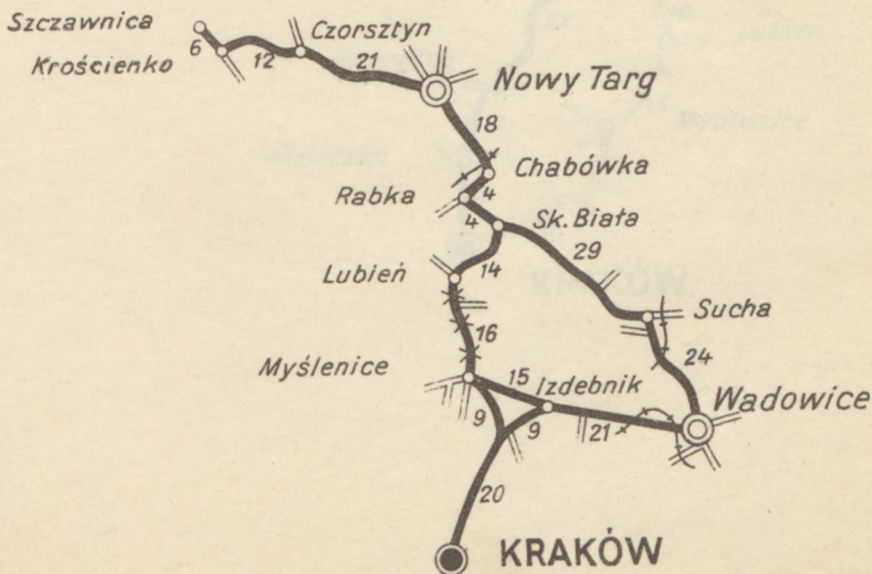 Szczawnica
Czorsztyn
6
Krościenko
12
21
Nowy Targ
18
Chabówka
Rabka
4
4
Sk. Biała
29
Lubień
14
Sucha
16
24
Myślenice
15
Izdebnik
Wadowice
9
9
21
20
KRAKÓW